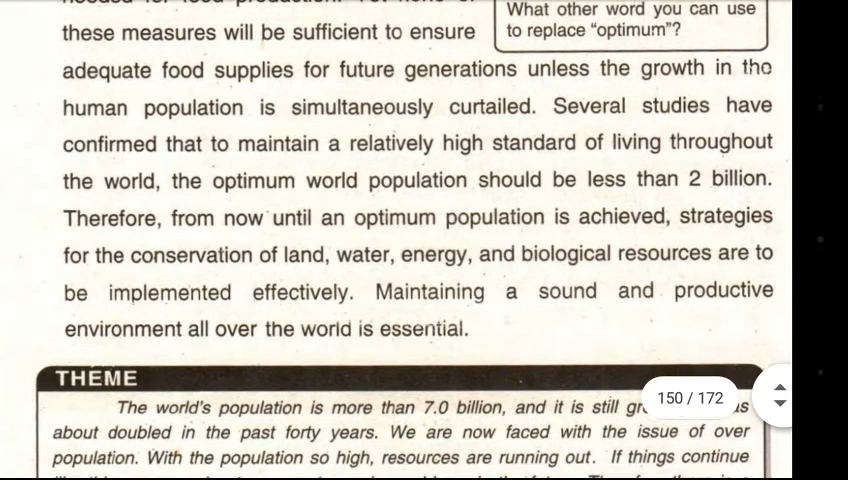 needed for food production. Yet none of
these measures will be sufficient to ensure
What other word you can use
to replace “optimum”?
adequate food supplies for future generations unless the growth in the
human population is simultaneously curtailed. Several studies have
confirmed that to maintain a relatively high standard of living throughout
the world, the optimum world population should be less than 2 billion.
Therefore, from now until an optimum population is achieved, strategies
for the conservation of land, water, energy, and biological resources are to
be implemented effectively. Maintaining a sound and productive
environment all over the world is essential.
THEME
The world's population is more than 7.0 billion, and it is still
about doubled in the past forty years. We are now faced with the issue of over
population. With the population so high, resources are running out. If things continue
150 / 172